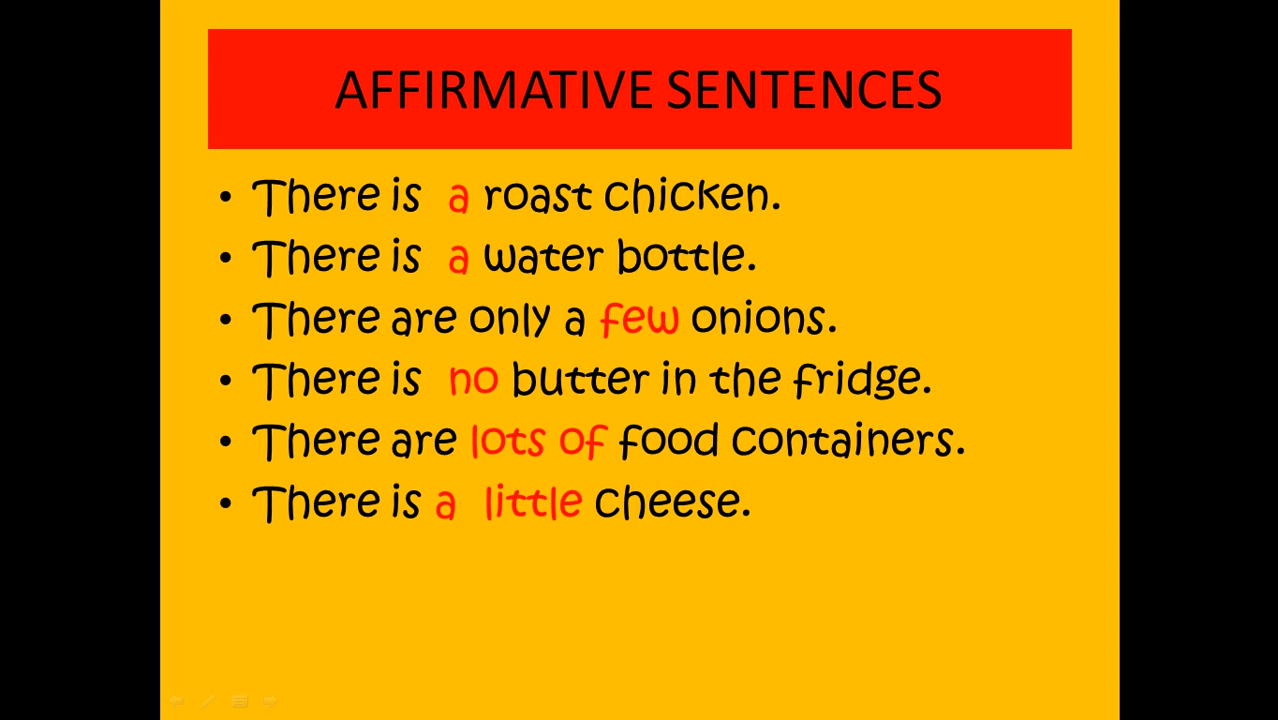 AFFIRMATIVE SENTENCES
• There is a roast chicken.
• There is a water bottle.
• There are only a few onions.
• There is no butter in the fridge.
• There are lots of food containers.
• There is a little cheese.